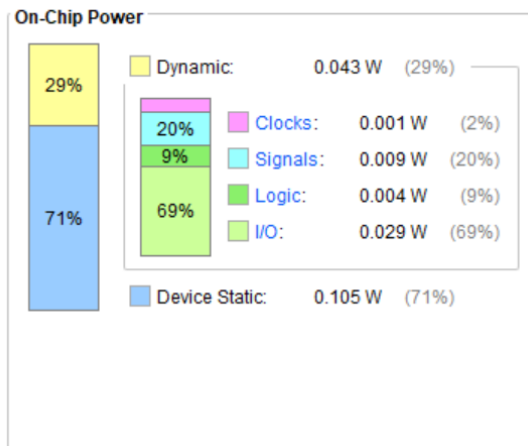 On-Chip Power
29%
71%
Dynamic: 0.043 W (29%)
20%
9%
69%
Clocks: 0.001 W (2%)
Signals: 0.009 W (20%)
Logic: 0.004 W (9%)
I/O: 0.029 W (69%)
Device Static: 0.105 W (71%)